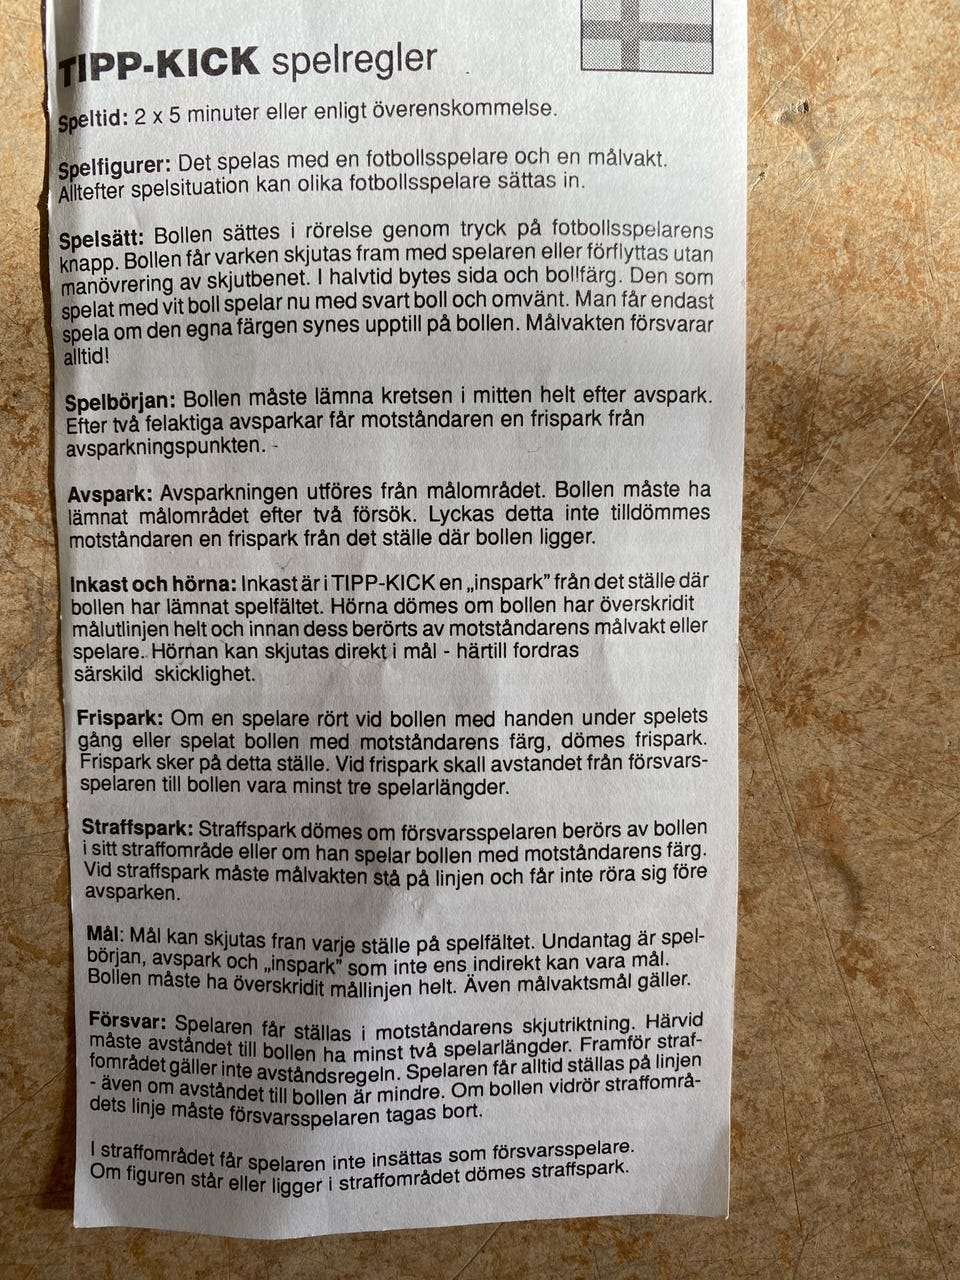 TIPP-KICK spelregler
Speltid: 2 x 5 minuter eller enligt överenskommelse.
Spelfigurer: Det spelas med en fotbollsspelare och en målvakt.
Alltefter spelsituation kan olika fotbollsspelare sättas in.
Spelsätt: Bollen sättes i rörelse genom tryck på fotbollsspelarens
knapp. Bollen får varken skjutas fram med spelaren eller förflyttas utan
manövrering av skjutbenet. I halvtid bytes sida och bollfärg. Den som
spelat med vit boll spelar nu med svart boll och omvänt. Man får endast
spela om den egna färgen synes upptill på bollen. Målvakten försvarar
alltid!
Spelbörjan: Bollen måste lämna kretsen i mitten helt efter avspark.
Efter två felaktiga avsparkar får motståndaren en frispark från
avsparkningspunkten. -
Avspark: Avsparkningen utföres från målområdet. Bollen måste ha
lämnat målområdet efter två försök. Lyckas detta inte tilldömmes
motståndaren en frispark från det ställe där bollen ligger.
Inkast och hörna: Inkast är i TIPP-KICK en „inspark” från det ställe där
bollen har lämnat spelfältet. Hörna dömes om bollen har överskridit
målutlinjen helt och innan dess berörts av motståndarens målvakt eller
spelare. Hörnan kan skjutas direkt i mål - härtill fordras
särskild skicklighet.
Frispark: Om en spelare rört vid bollen med handen under spelets
gång eller spelat bollen med motståndarens färg, dömes frispark.
Frispark sker på detta ställe. Vid frispark skall avstandet från försvars-
spelaren till bollen vara minst tre spelarlängder.
Straffspark: Straffspark dömes om försvarsspelaren berörs av bollen
i sitt straffområde eller om han spelar bollen med motståndarens färg.
Vid straffspark måste målvakten stå på linjen och får inte röra sig före
avsparken.
Mål: Mål kan skjutas fran varje ställe på spelfältet. Undantag är spel-
början, avspark och „inspark” som inte ens indirekt kan vara mål.
Bollen måste ha överskridit mållinjen helt. Även målvaktsmål gäller.
Försvar: Spelaren får ställas i motståndarens skjutriktning. Härvid
måste avståndet till bollen ha minst två spelarlängder. Framför straf-
fområdet gäller inte avståndsregeln. Spelaren får alltid ställas på linjen
- även om avståndet till bollen är mindre. Om bollen vidrör straffområ-
dets linje måste försvarsspelaren tagas bort.
I straffområdet får spelaren inte insättas som försvarsspelare.
Om figuren står eller ligger i straffområdet dömes straffspark.